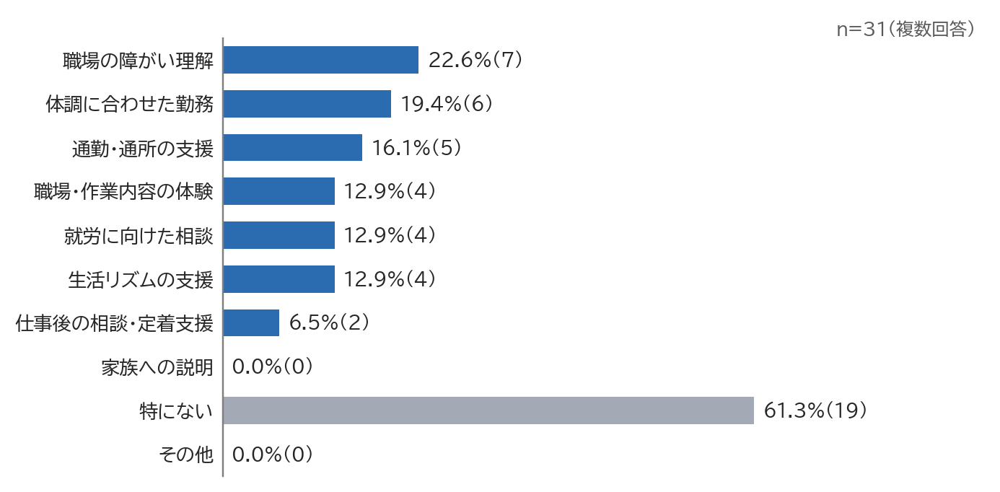 n=31(複数回答)
職場の障がい理解 22.6%(7)
体調に合わせた勤務 19.4%(6)
通勤・通所の支援 16.1%(5)
職場・作業内容の体験 12.9%(4)
就労に向けた相談 12.9%(4)
生活リズムの支援 12.9%(4)
仕事後の相談・定着支援 6.5%(2)
家族への説明 0.0%(0)
特にない 61.3%(19)
その他 0.0%(0)